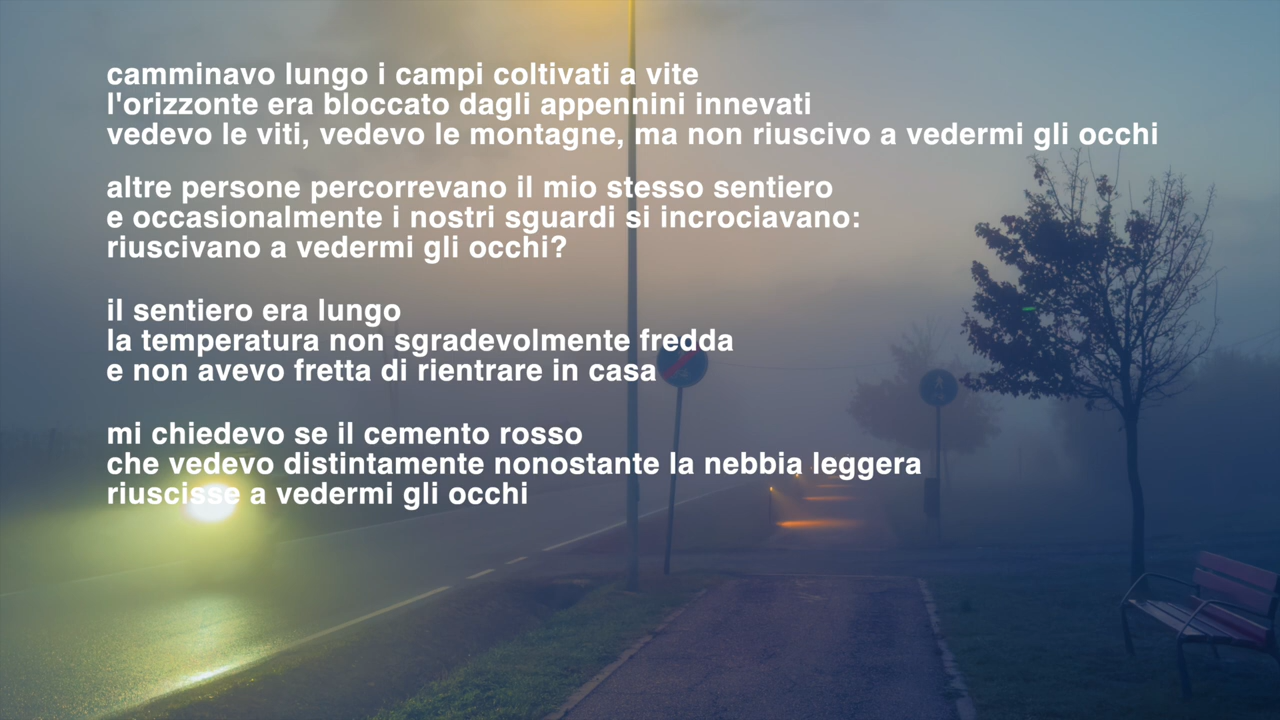 camminavo lungo i campi coltivati a vite
l'orizzonte era bloccato dagli appennini innevati
vedevo le viti, vedevo le montagne, ma non riuscivo a vedermi gli occhi
altre persone percorrevano il mio stesso sentiero
e occasionalmente i nostri sguardi si incrociavano:
riuscivano a vedermi gli occhi?
il sentiero era lungo
la temperatura non sgradevolmente fredda
e non avevo fretta di rientrare in casa
mi chiedevo se il cemento rosso
che vedevo distintamente nonostante la nebbia leggera
riuscisse a vedermi gli occhi